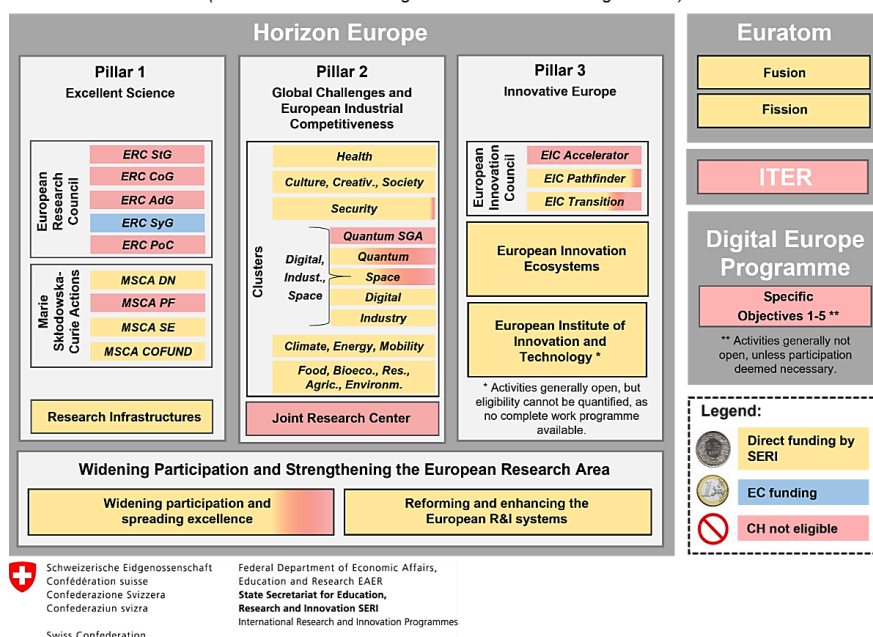 Horizon Europe
Pillar 1
Excellent Science
European
Research
Council
ERC StG
ERC CoG
ERC AdG
ERC SyG
ERC PoC
Marie
Skłodowska-
Curie Actions
MSCA DN
MSCA PF
MSCA SE
MSCA COFUND
Research Infrastructures
Pillar 2
Global Challenges and
European Industrial
Competitiveness
Clusters
Health
Culture, Creativ., Society
Security
Digital,
Indust.,
Space
Quantum SGA
Quantum
Space
Digital
Industry
Climate, Energy, Mobility
Food, Bioeco., Res.,
Agric., Environm.
Joint Research Center
Pillar 3
Innovative Europe
European
Innovation
Council
EIC Accelerator
EIC Pathfinder
EIC Transition
European Innovation
Ecosystems
European Institute of
Innovation and
Technology *
* Activities generally open, but
eligibility cannot be quantified, as
no complete work programme
available.
Widening Participation and Strengthening the European Research Area
Widening participation and
spreading excellence
Reforming and enhancing the
European R&I systems
Euratom
Fusion
Fission
ITER
Digital Europe
Programme
Specific
Objectives 1-5 **
** Activities generally not
open, unless participation
deemed necessary.
Legend:
Direct funding by
SERI
EC funding
CH not eligible
Schweizerische Eidgenossenschaft
Confédération suisse
Confederazione Svizzera
Confederaziun svizra
Swiss Confederation
Federal Department of Economic Affairs,
Education and Research EAER
State Secretariat for Education,
Research and Innovation SERI
International Research and Innovation Programmes